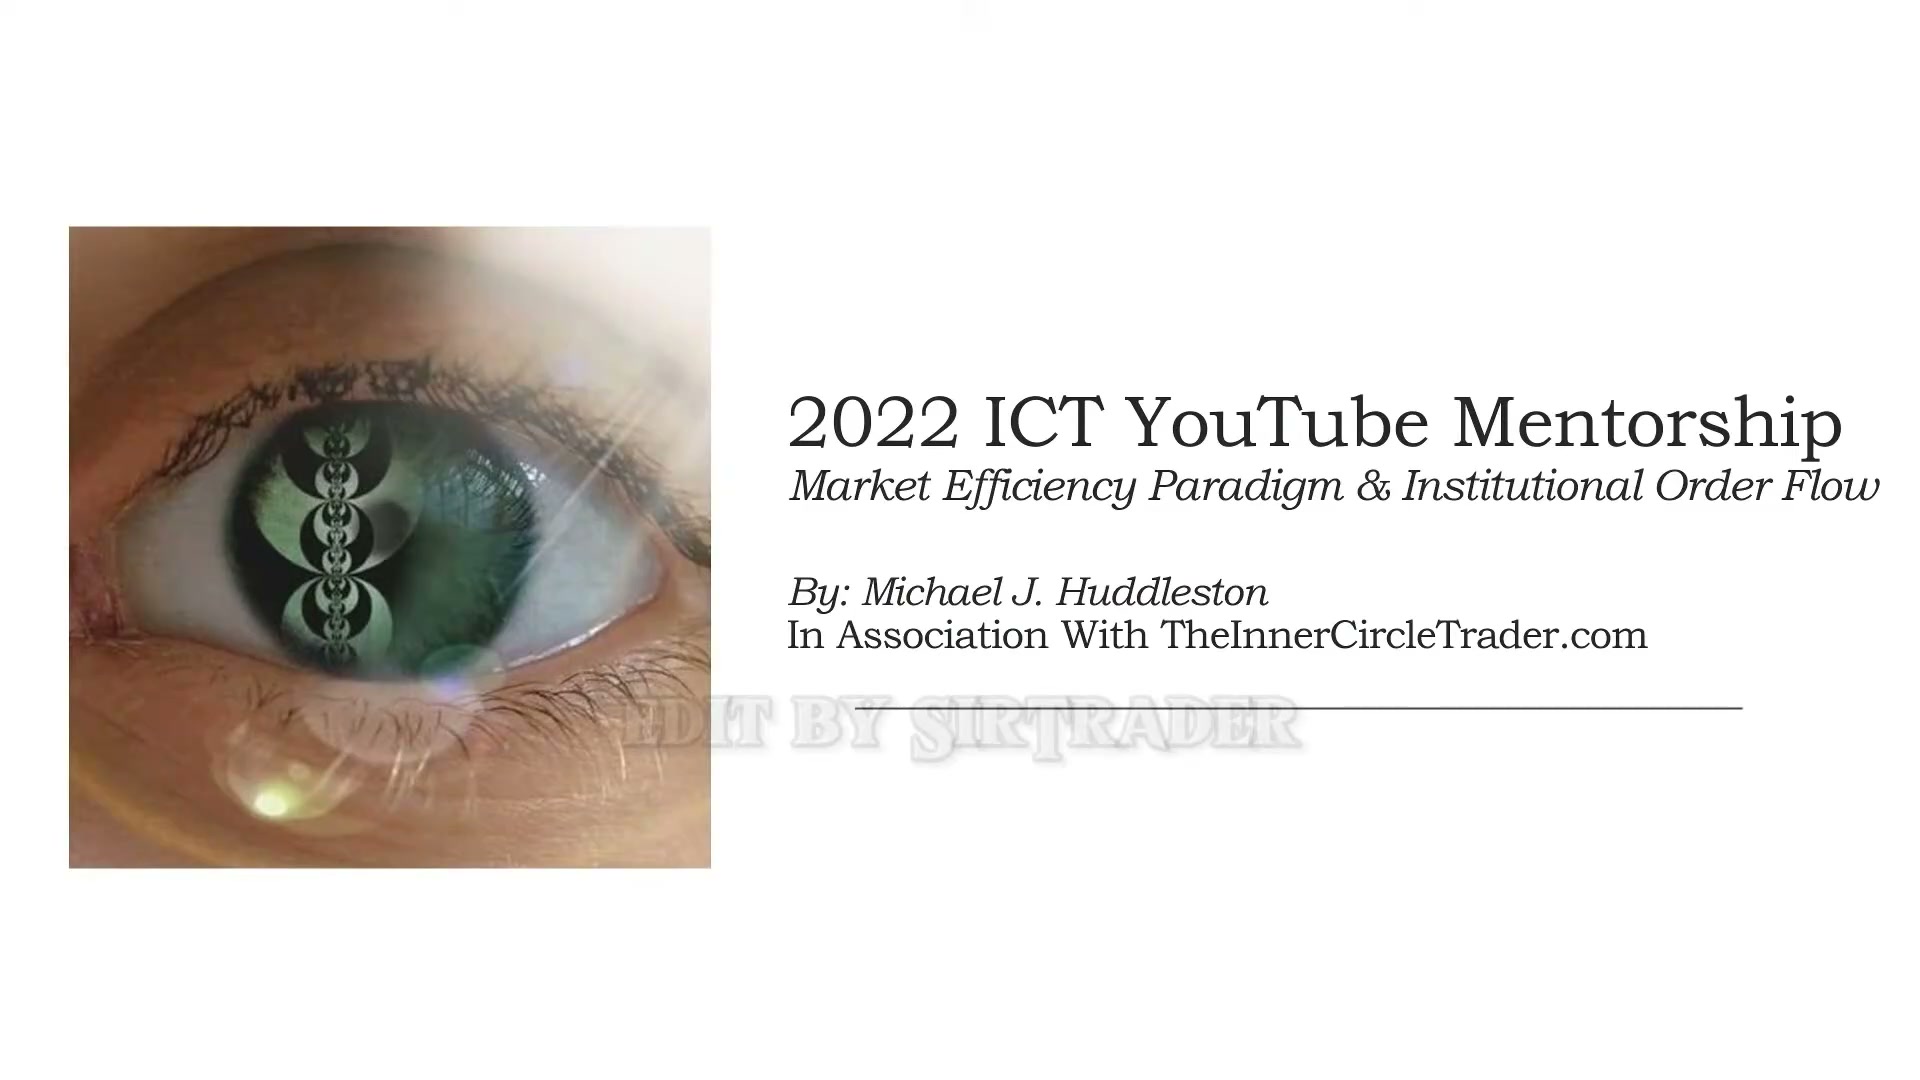 2022 ICT YouTube Mentorship
Market Efficiency Paradigm & Institutional Order Flow
By: Michael J. Huddleston
In Association With TheInnerCircleTrader.com
EDIT BY SIRTRADER